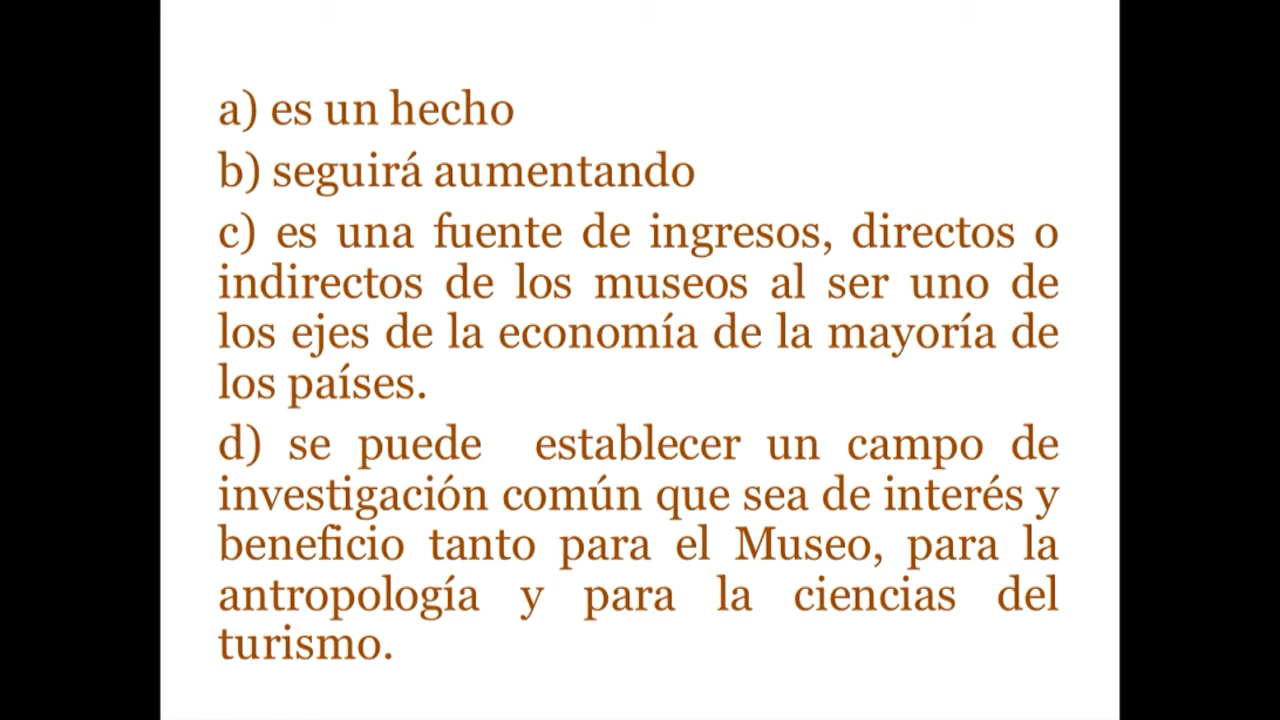 a) es un hecho
b) seguirá aumentando
c) es una fuente de ingresos, directos o
indirectos de los museos al ser uno de
los ejes de la economía de la mayoría de
los países.
d) se puede establecer un campo de
investigación común que sea de interés y
beneficio tanto para el Museo, para la
antropología y para la ciencias del
turismo.